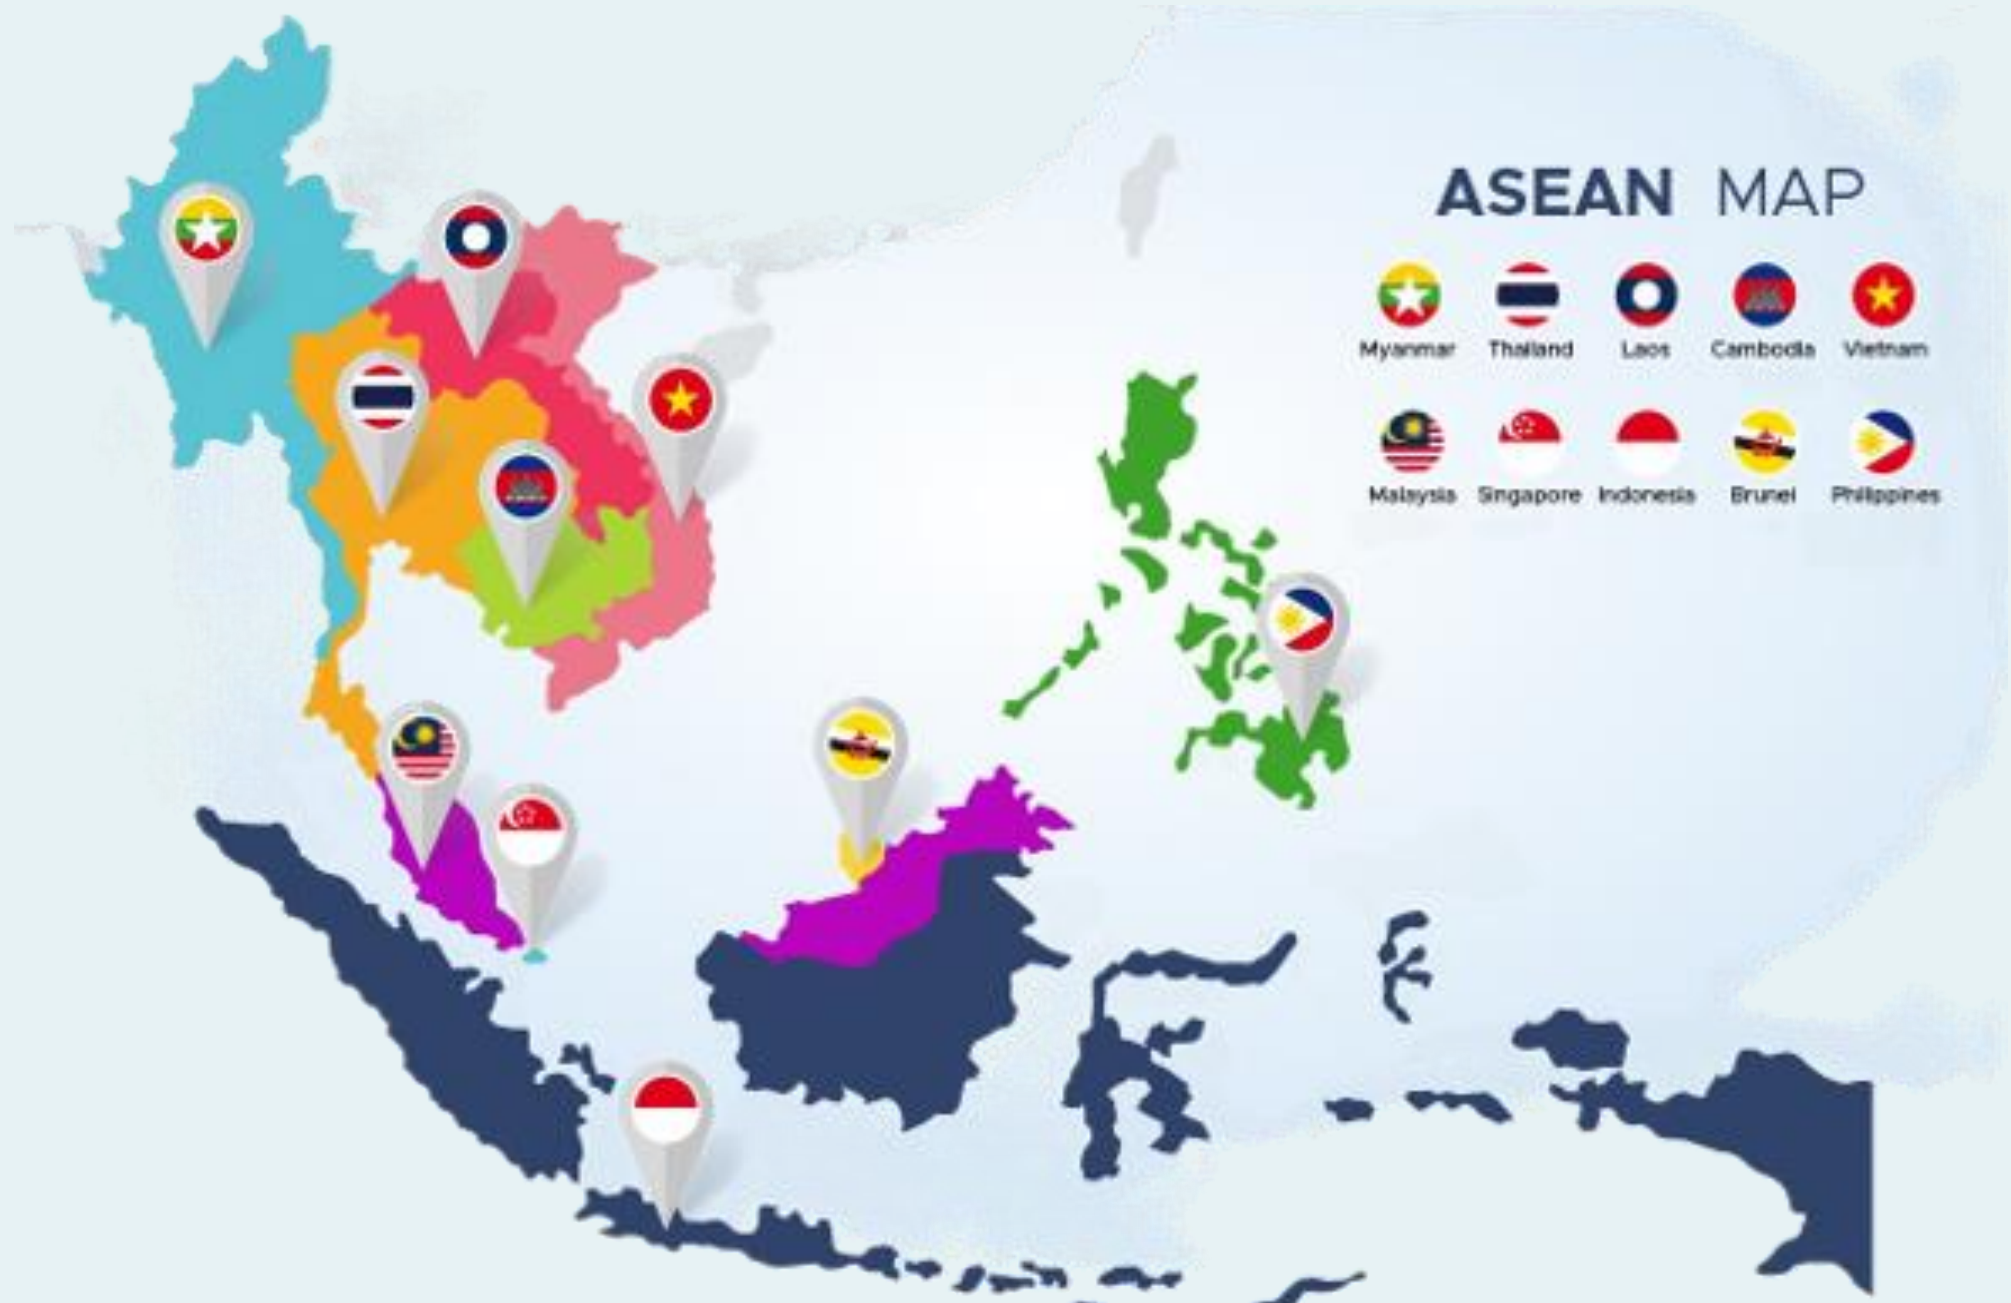 ASEAN MAP
Myanmar Thailand Laos Cambodia Vietnam
Malaysia Singapore Indonesia Brunei Philippines